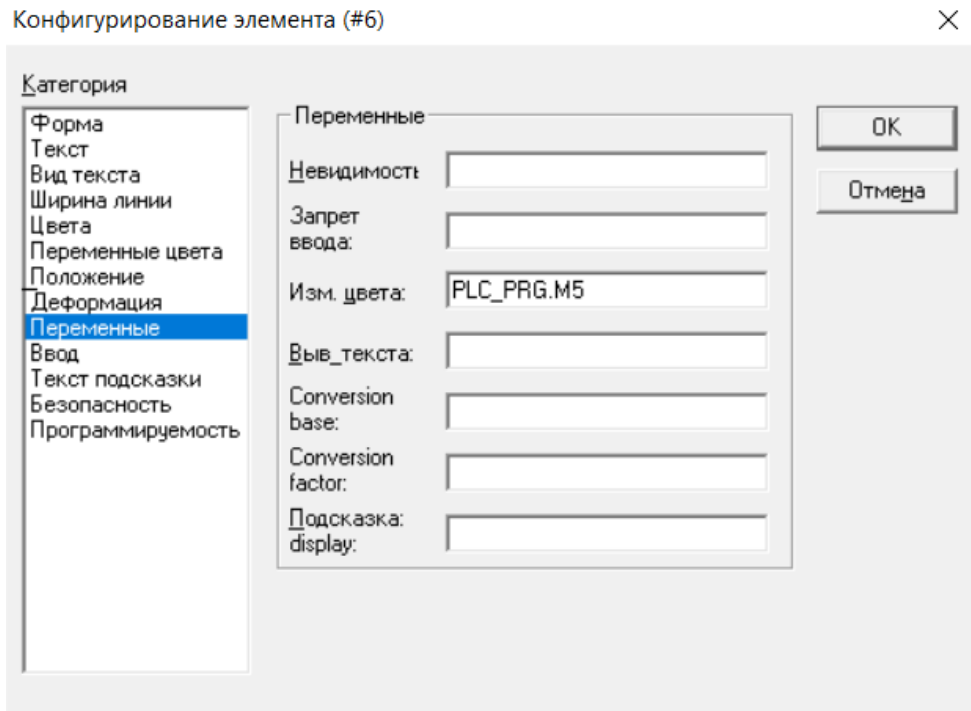 Конфигурирование элемента (#6)
Категория
Форма
Текст
Вид текста
Ширина линии
Цвета
Переменные цвета
Положение
Деформация
Переменные
Ввод
Текст подсказки
Безопасность
Программируемость
Переменные
Невидимость
Запрет
ввода:
Изм. цвета:
PLC_PRG.M5
Выв_текста:
Conversion
base:
Conversion
factor:
Подсказка:
display:
OK
Отмена